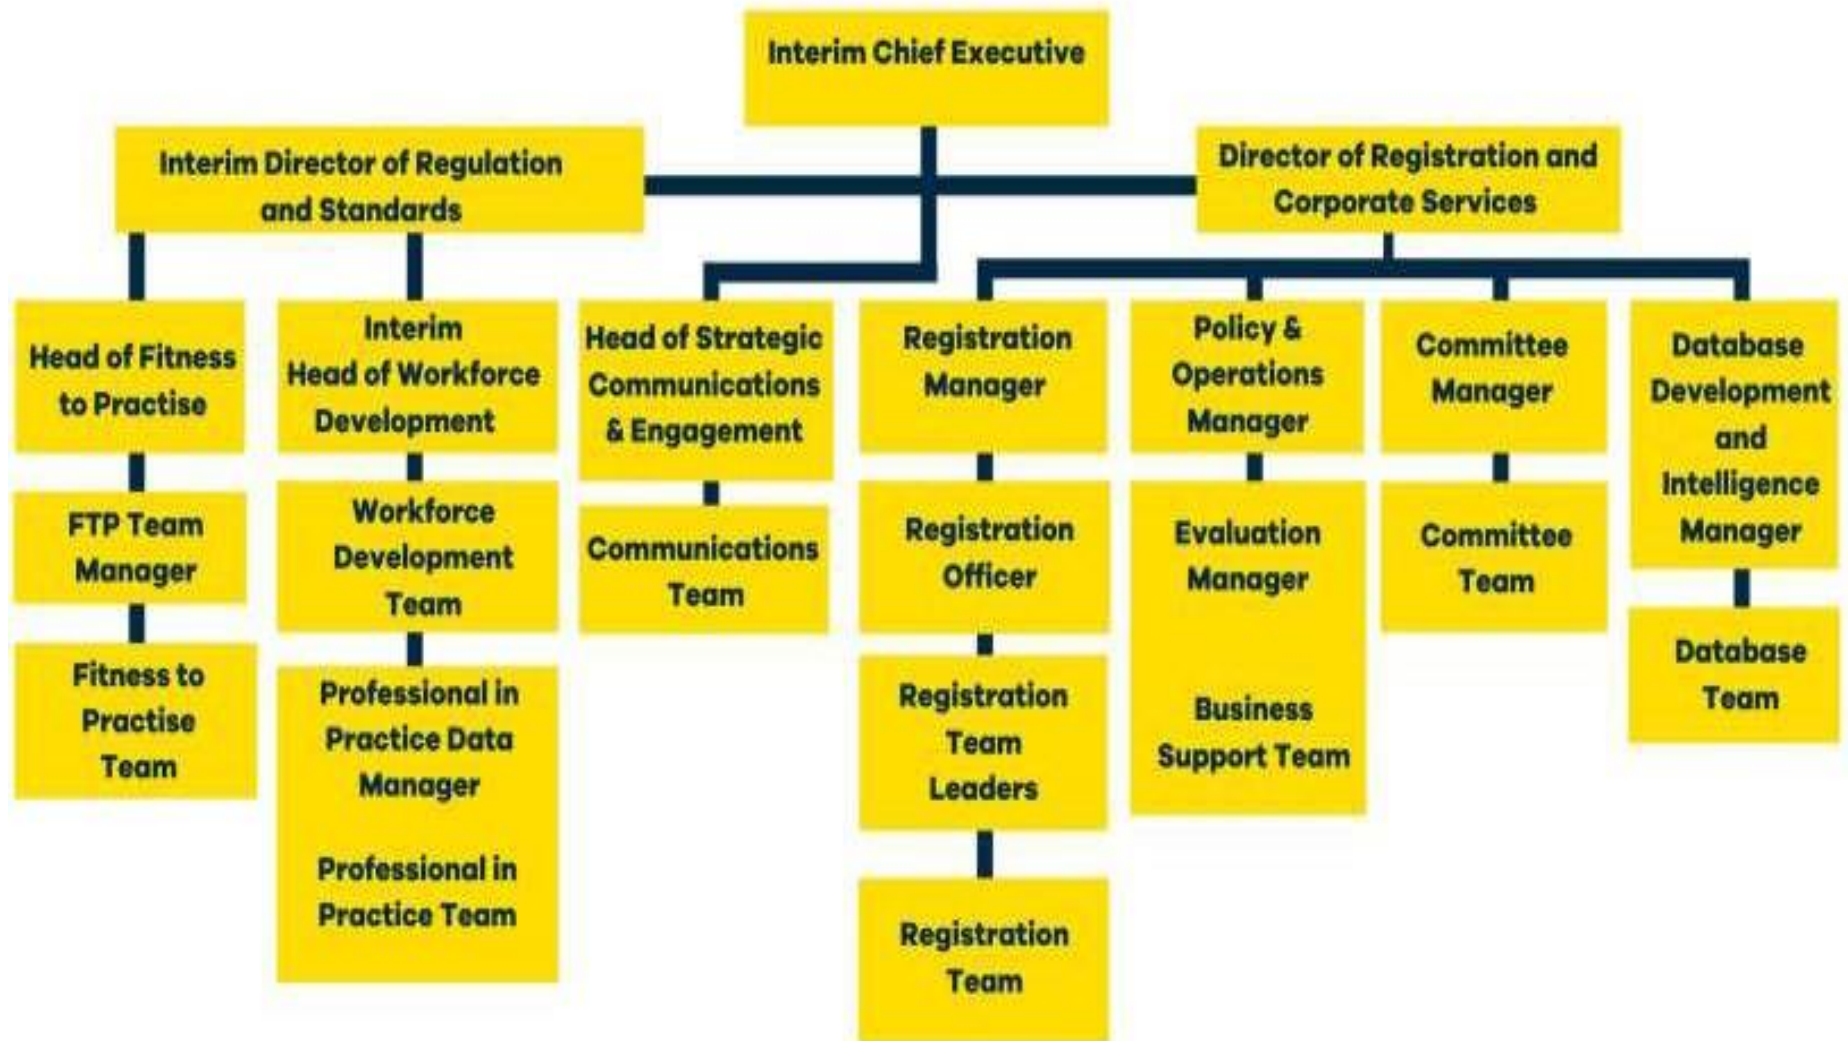 Interim Chief Executive
Interim Director of Regulation
and Standards
Director of Registration and
Corporate Services
Head of Fitness
to Practise
Interim
Head of Workforce
Development
Head of Strategic
Communications
& Engagement
Registration
Manager
Policy &
Operations
Manager
Committee
Manager
Database
Development
and
Intelligence
Manager
FTP Team
Manager
Workforce
Development
Team
Communications
Team
Registration
Officer
Evaluation
Manager
Business
Support Team
Committee
Team
Database
Team
Fitness to
Practise
Team
Professional in
Practice Data
Manager
Professional in
Practice Team
Registration
Team
Leaders
Registration
Team